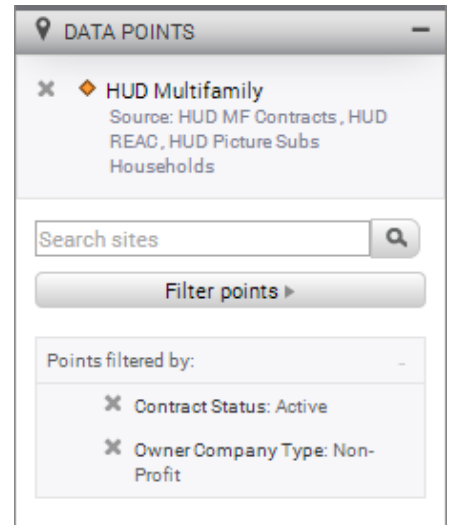 DATA POINTS
HUD Multifamily
Source: HUD MF Contracts, HUD
REAC, HUD Picture Subs
Households
Search sites
Filter points
Points filtered by:
Contract Status: Active
Owner Company Type: Non-
Profit